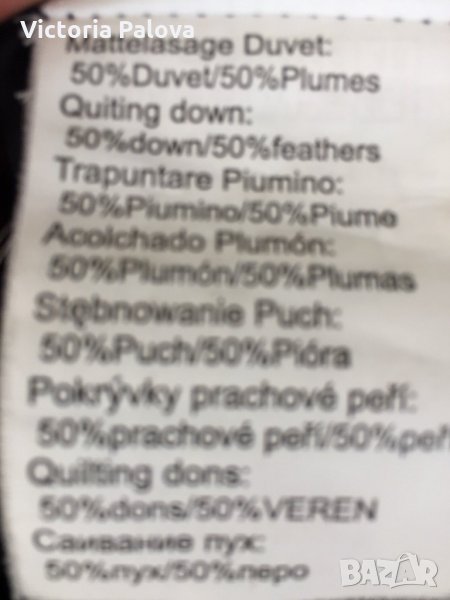 Victoria Palova
Mattelasage Duvet:
50%Duvet/50%Plumes
Quiting down:
50%down/50%feathers
Trapuntare Piumino:
50%Piumino/50%Piume
Acolchado Plumón:
50%Plumón/50%Plumas
Stębnowanie Puch:
50%Puch/50%Pióra
Pokrývky prachové peří:
50%prachové peří/50%peř
Quilting dons:
50%dons/50%VEREN
Сшивание пух:
50%пух/50%перо
BAZAR